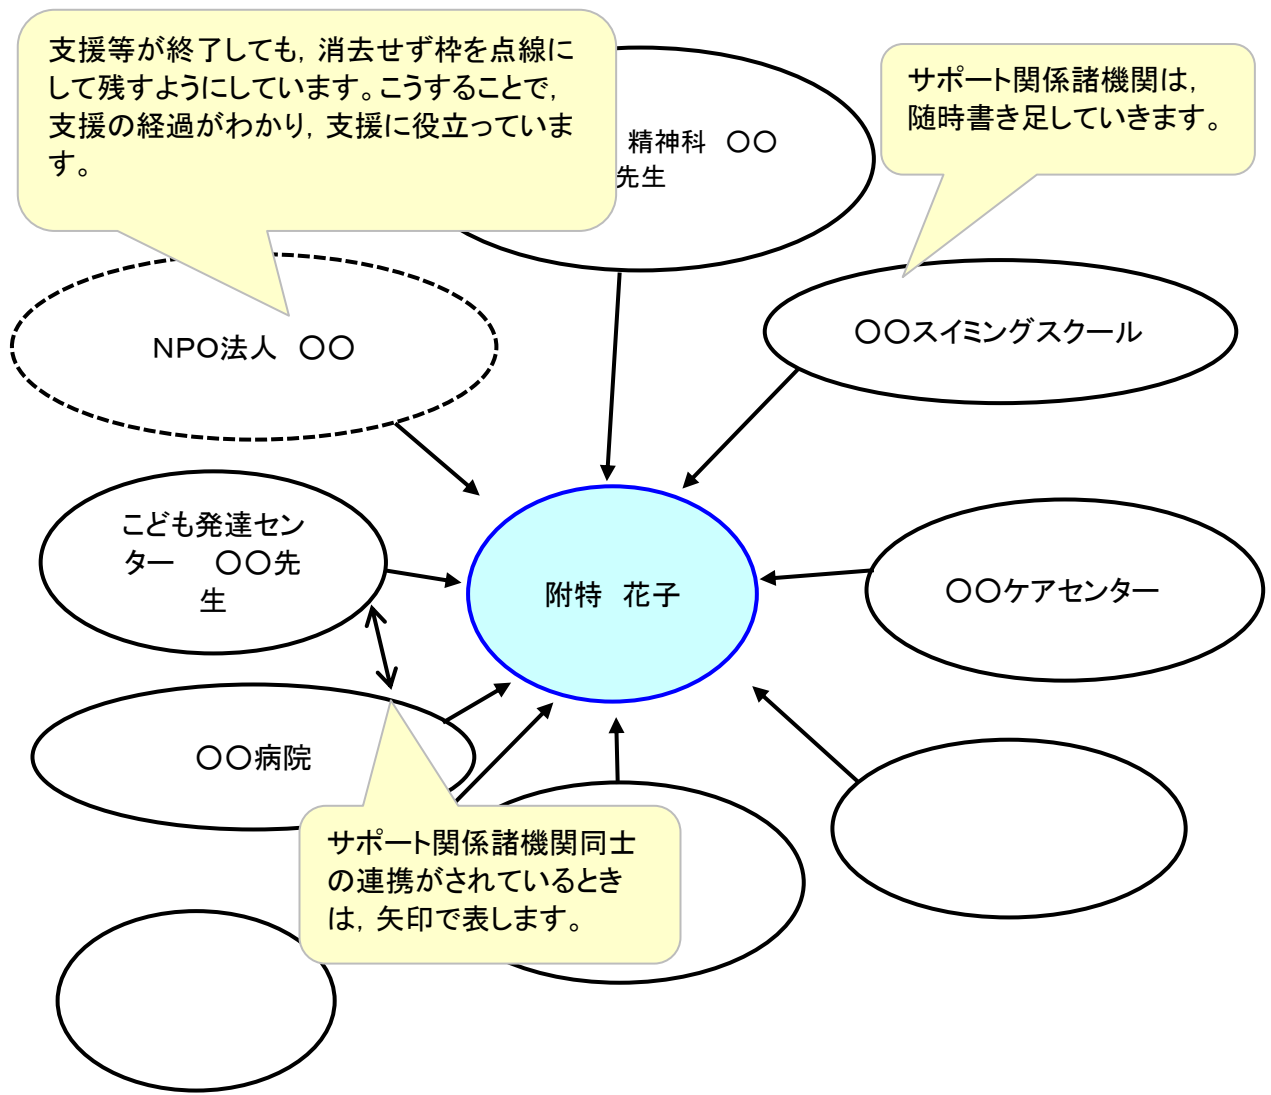 支援等が終了しても，消去せず枠を点線に
して残すようにしています。こうすることで，
支援の経過がわかり，支援に役立っていま
す。
サポート関係諸機関は，
随時書き足していきます。
精神科　〇〇
先生
NPO法人　〇〇
〇〇スイミングスクール
こども発達セン
ター　〇〇先
生
附特　花子
〇〇ケアセンター
〇〇病院
サポート関係諸機関同士
の連携がされているとき
は，矢印で表します。